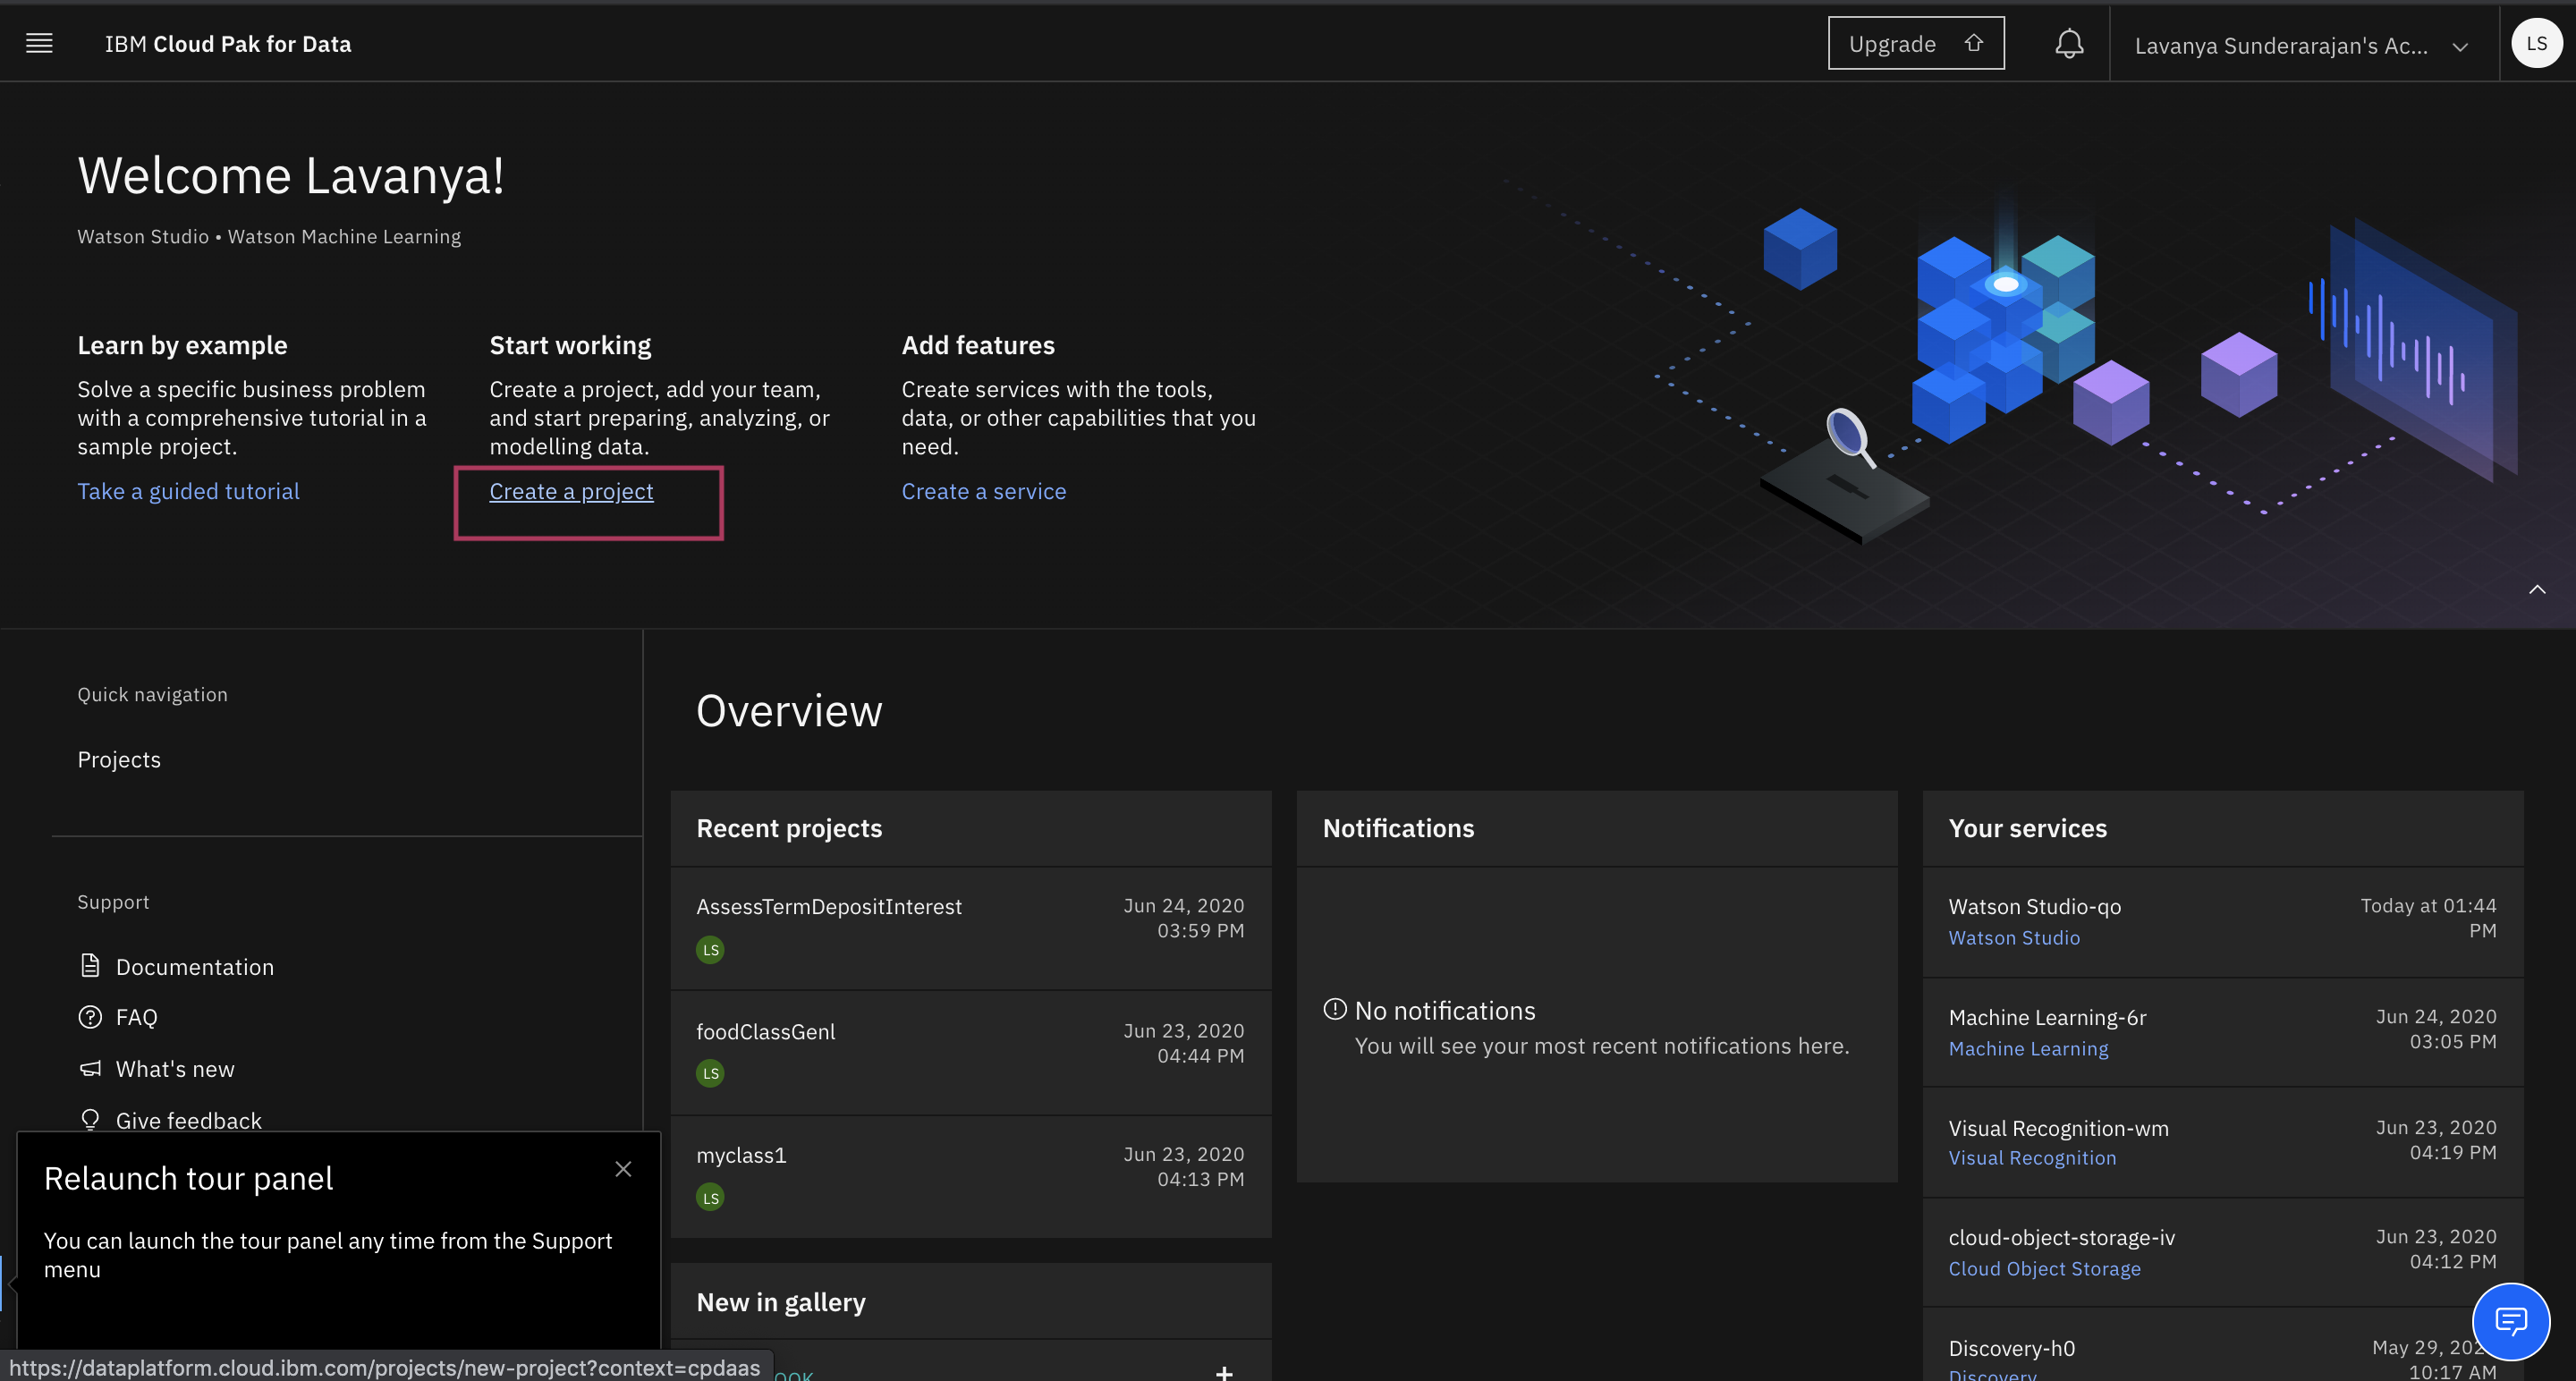 IBM Cloud Pak for Data
Upgrade
Lavanya Sunderarajan's Ac...
LS
Welcome Lavanya!
Watson Studio • Watson Machine Learning
Learn by example
Solve a specific business problem
with a comprehensive tutorial in a
sample project.
Take a guided tutorial
Start working
Create a project, add your team,
and start preparing, analyzing, or
modelling data.
Create a project
Add features
Create services with the tools,
data, or other capabilities that you
need.
Create a service
Quick navigation
Projects
Support
Documentation
FAQ
What's new
Give feedback
Relaunch tour panel
You can launch the tour panel any time from the Support
menu
https://dataplatform.cloud.ibm.com/projects/new-project?context=cpdaas
Overview
Recent projects
AssessTermDepositInterest
Jun 24, 2020
03:59 PM
LS
foodClassGenl
Jun 23, 2020
04:44 PM
LS
myclass1
Jun 23, 2020
04:13 PM
LS
New in gallery
Notifications
No notifications
You will see your most recent notifications here.
Your services
Watson Studio-qo
Today at 01:44
PM
Watson Studio
Machine Learning-6r
Jun 24, 2020
03:05 PM
Machine Learning
Visual Recognition-wm
Jun 23, 2020
04:19 PM
Visual Recognition
cloud-object-storage-iv
Jun 23, 2020
04:12 PM
Cloud Object Storage
Discovery-h0
May 29, 202
10:17 AM
Discovery